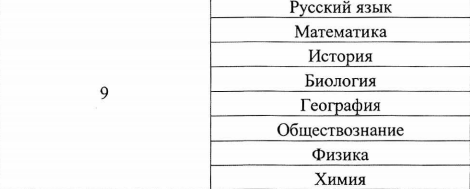 Русский язык
Математика
История
Биология
9
География
Обществознание
Физика
Химия